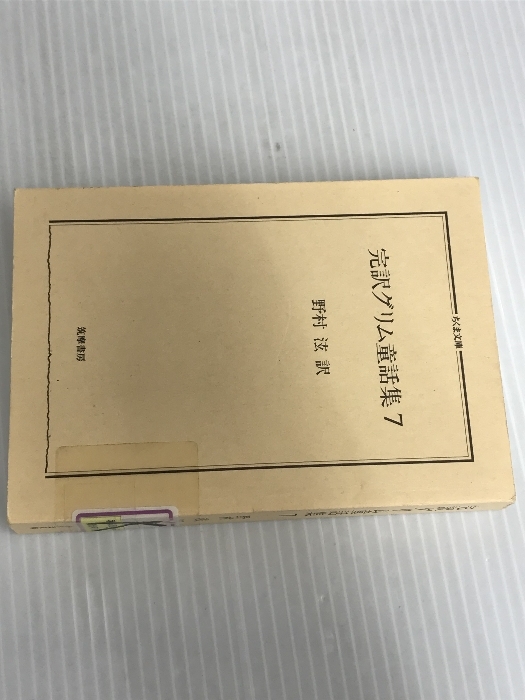 ちくま文庫
完訳グリム童話集7
野村 泫 訳
筑摩書房